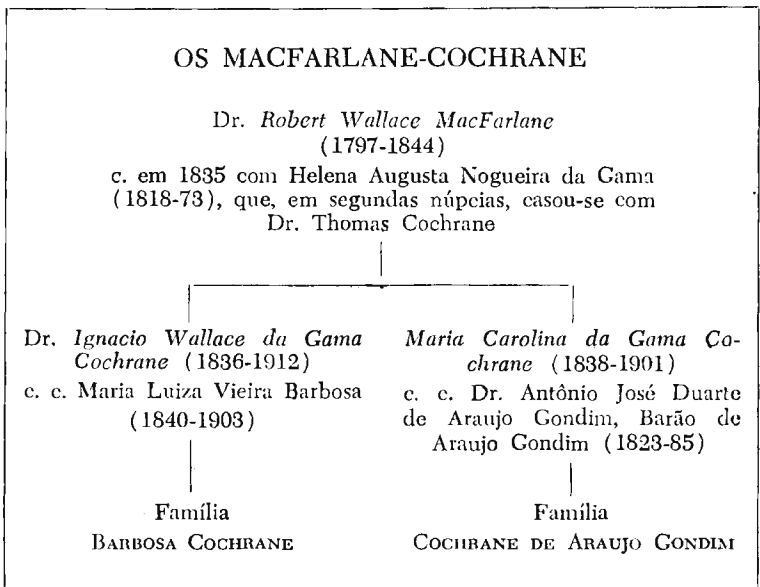 OS MACFARLANE-COCHRANE
Dr. Robert Wallace MacFarlane
(1797-1844)
c. em 1835 com Helena Augusta Nogueira da Gama
(1818-73), que, em segundas núpcias, casou-se com
Dr. Thomas Cochrane
Dr. Ignacio Wallace da Gama
Cochrane (1836-1912)
c. c. Maria Luiza Vieira Barbosa
(1840-1903)
Família
BARBOSA COCHRANE
Maria Carolina da Gama Co-
chrane (1838-1901)
c. c. Dr. Antônio José Duarte
de Araujo Gondim, Barão de
Araujo Gondim (1823-85)
Família
COCHRANE DE ARAUJO GONDIM